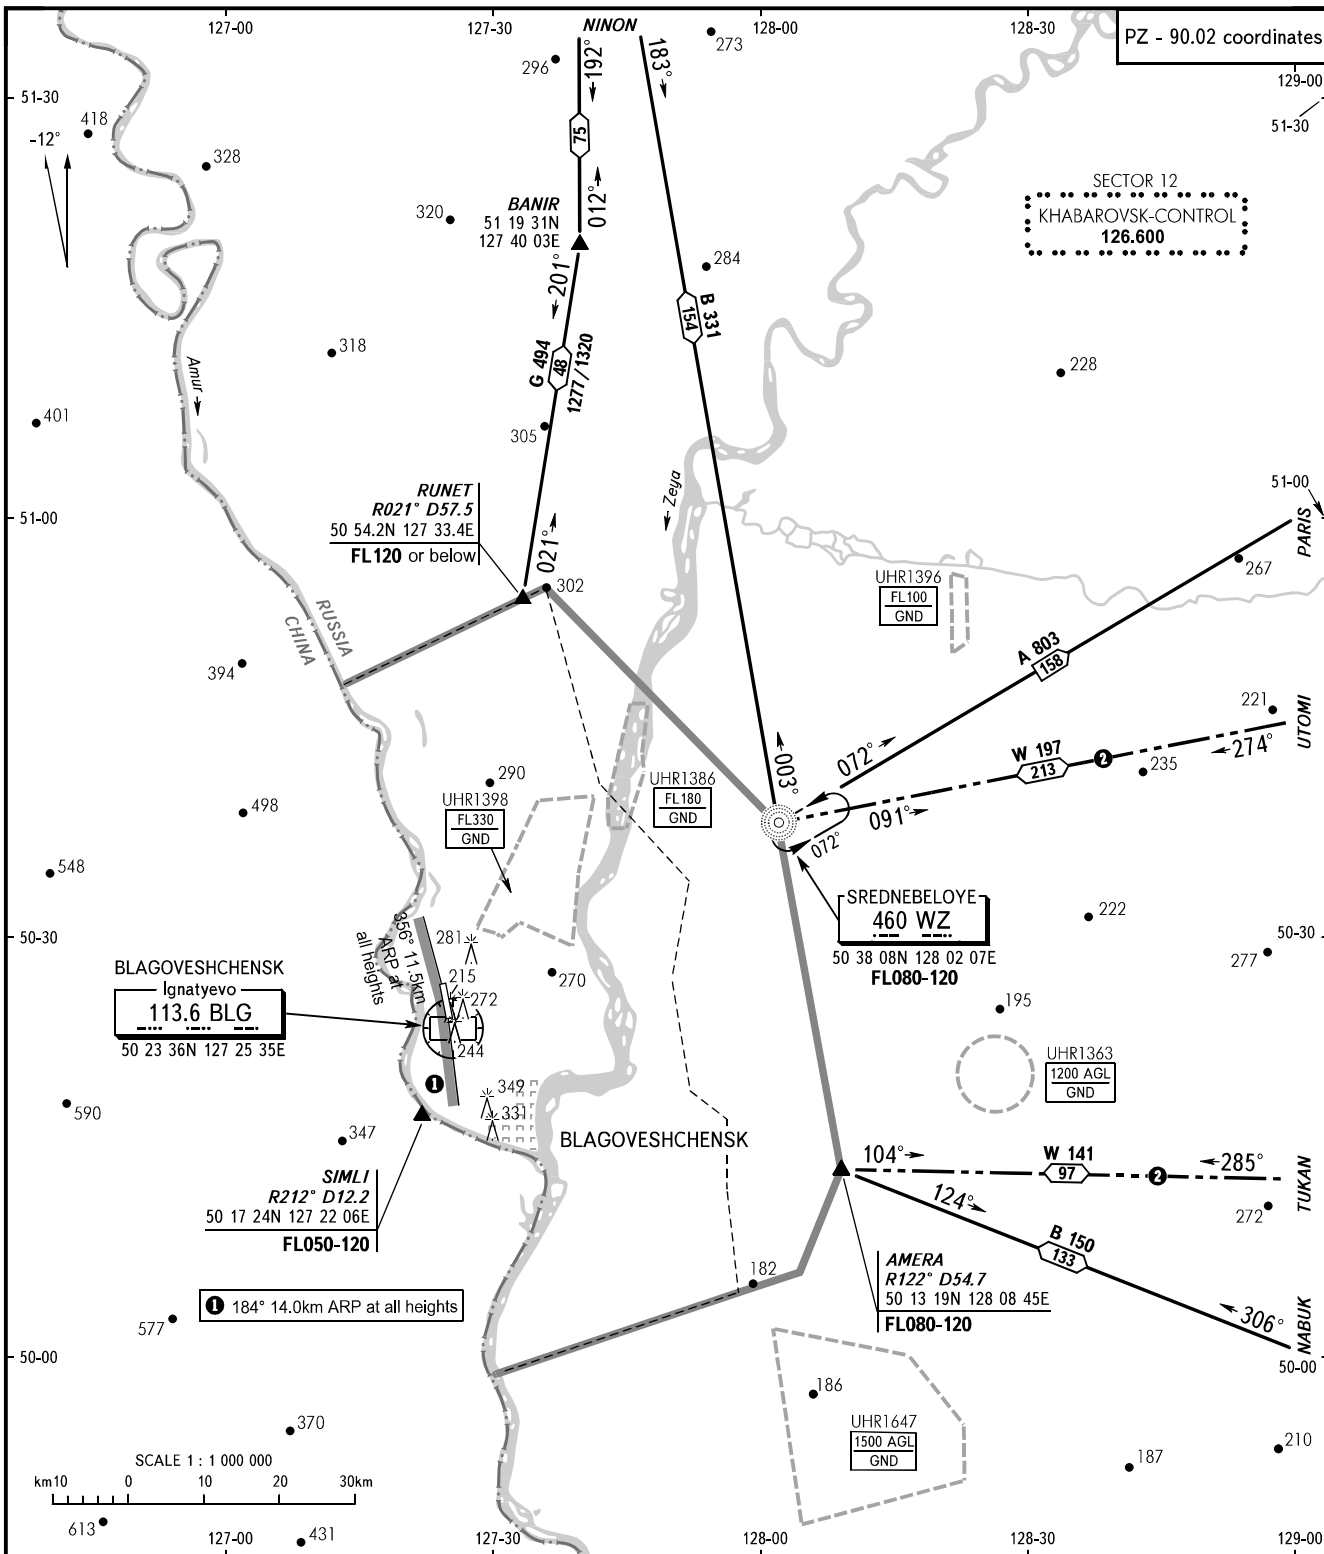 127-00
127-30
NINON
128-00
128-30
PZ - 90.02 coordinates
129-00
51-30
51-30
-12°
418
328
296
273
192°
183°
75
012°
320
BANIR
51 19 31N
127 40 03E
SECTOR 12
KHABAROVSK-CONTROL
126.600
284
201°
B 331
154
318
G 494
48
1277/1320
228
Amur
401
305
Zeya
RUNET
R021° D57.5
50 54.2N 127 33.4E
FL120 or below
51-00
51-00
PARIS
021°
302
267
UHR1396
FL100
GND
RUSSIA
CHINA
394
A 803
158
221
UTOMI
003°
072°
W 197
213
2
274°
235
290
UHR1386
FL180
GND
UHR1398
FL330
GND
498
091°
072°
548
SREDNEBELOYE
460 WZ
50 38 08N 128 02 07E
FL080-120
222
50-30
50-30
277
356° 11.5km
ARP at
all heights
281
215
272
270
195
BLAGOVESHCHENSK
Ignatyevo
113.6 BLG
50 23 36N 127 25 35E
244
UHR1363
1200 AGL
GND
1
349
331
590
347
BLAGOVESHCHENSK
104°
W 141
97
2
285°
TUKAN
SIMLI
R212° D12.2
50 17 24N 127 22 06E
FL050-120
124°
272
B 150
133
AMERA
R122° D54.7
50 13 19N 128 08 45E
FL080-120
182
1 184° 14.0km ARP at all heights
577
306°
NABUK
50-00
50-00
186
UHR1647
1500 AGL
GND
370
210
187
SCALE 1 : 1 000 000
km10 0 10 20 30km
613
431
127-00
127-30
128-00
128-30
129-00